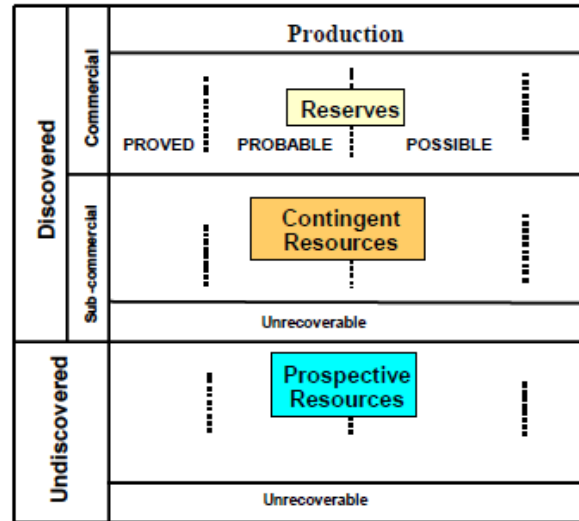 Production
Discovered
Commercial
Reserves
PROVED PROBABLE POSSIBLE
Sub-commercial
Contingent
Resources
Unrecoverable
Undiscovered
Prospective
Resources
Unrecoverable